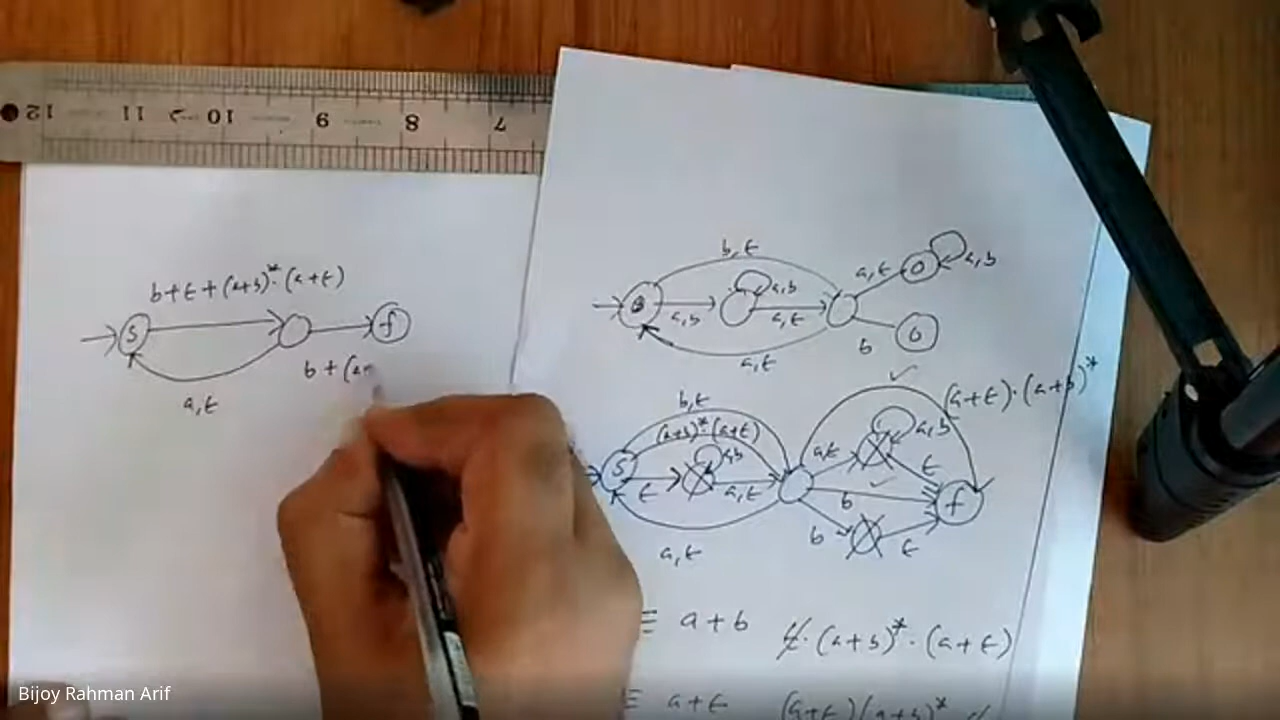 12 11 10 9 8 7
b+ε+(a+b)*.(a+ε)
S
f
b + (a+
a,ε
b,ε
a,b
a,ε
a,b
a,b
a,ε
b
a,ε
(a+ε).(a+b)*
b,ε
(a+b)*.(a+ε)
a,b
a,ε
a,b
S
ε
a,ε
ε
b
f
b
ε
a,ε
≡ a+b
ε.(a+b)*.(a+ε)
≡ a+ε
(a+ε)(a+b)*
Bijoy Rahman Arif